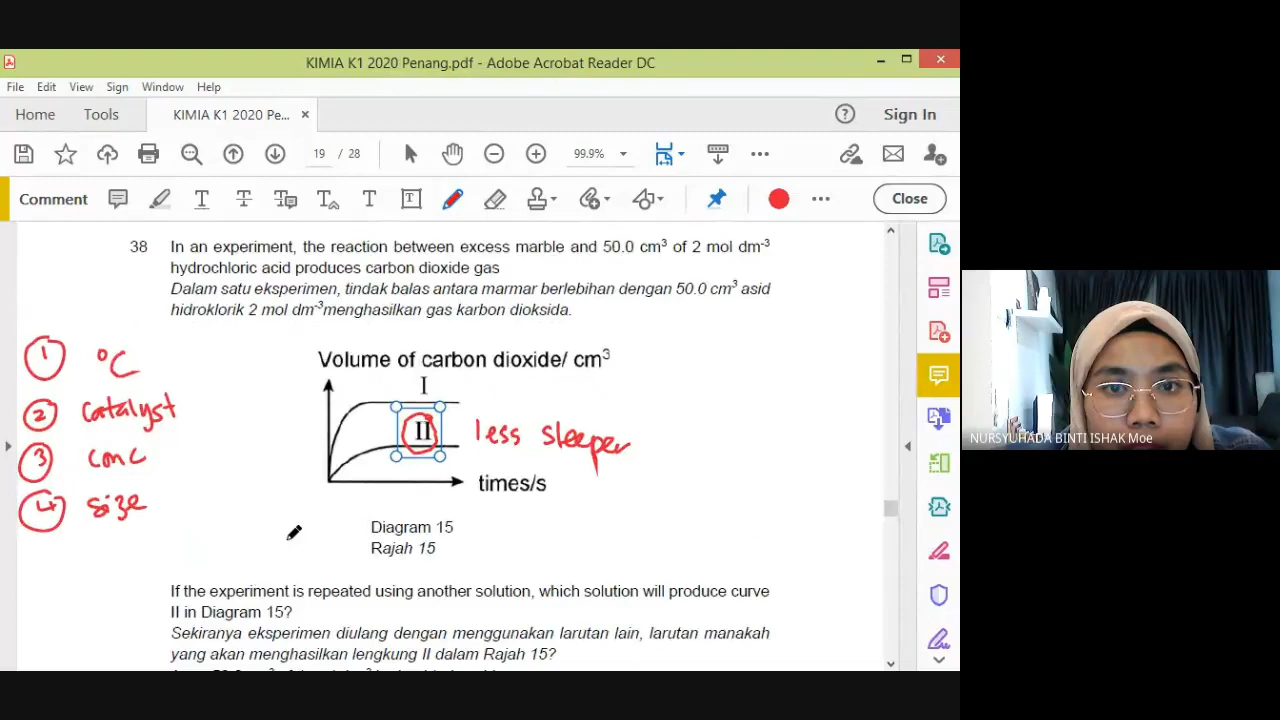 KIMIA K1 2020 Penang.pdf - Adobe Acrobat Reader DC
File Edit View Sign Window Help
Home Tools KIMIA K1 2020 Pe... × Sign In
19 / 28 99.9%
Comment Close
38 In an experiment, the reaction between excess marble and 50.0 cm³ of 2 mol dm⁻³
hydrochloric acid produces carbon dioxide gas
Dalam satu eksperimen, tindak balas antara marmar berlebihan dengan 50.0 cm³ asid
hidroklorik 2 mol dm⁻³menghasilkan gas karbon dioksida.
1 °C
2 catalyst
3 conc
4 size
Volume of carbon dioxide/ cm³
I
II less sleeper
times/s
Diagram 15
Rajah 15
If the experiment is repeated using another solution, which solution will produce curve
II in Diagram 15?
Sekiranya eksperimen diulang dengan menggunakan larutan lain, larutan manakah
yang akan menghasilkan lengkung II dalam Rajah 15?
NURSYUHADA BINTI ISHAK Moe